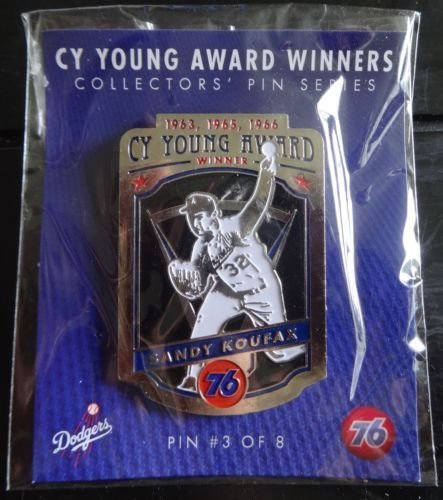 CY YOUNG AWARD WINNERS
COLLECTORS' PIN SERIES
1963, 1965, 1966
CY YOUNG AWARD
WINNER
32
SANDY KOUFAX
76
Dodgers
PIN #3 OF 8
76